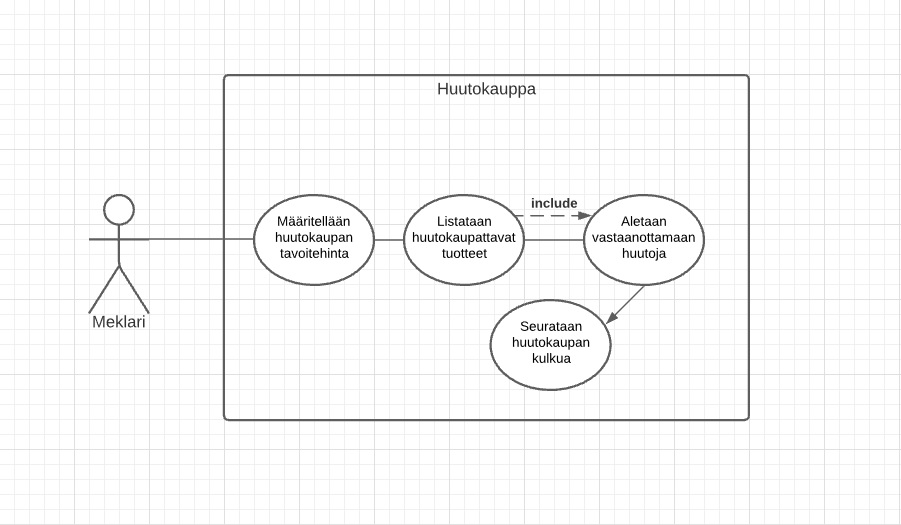 Huutokauppa
include
Määritellään
huutokaupan
tavoitehinta
Listataan
huutokaupattavat
tuotteet
Aletaan
vastaanottamaan
huutoja
Meklari
Seurataan
huutokaupan
kulkua